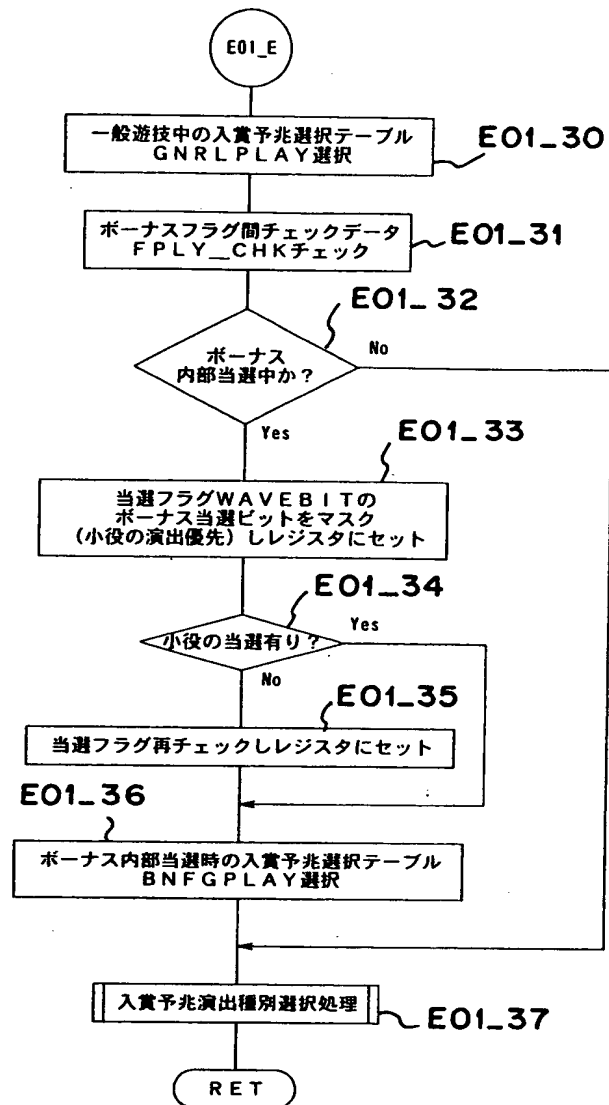 E01_E
一般遊技中の入賞予兆選択テーブル
GNRLPLAY選択
E01_30
ボーナスフラグ間チェックデータ
FPLY__CHKチェック
E01_31
E01_32
ボーナス
内部当選中か?
No
Yes
E01_33
当選フラグWAVEBITの
ボーナス当選ビットをマスク
(小役の演出優先)しレジスタにセット
E01_34
小役の当選有り?
Yes
No
E01_35
当選フラグ再チェックしレジスタにセット
E01_36
ボーナス内部当選時の入賞予兆選択テーブル
BNFGPLAY選択
入賞予兆演出種別選択処理
E01_37
RET